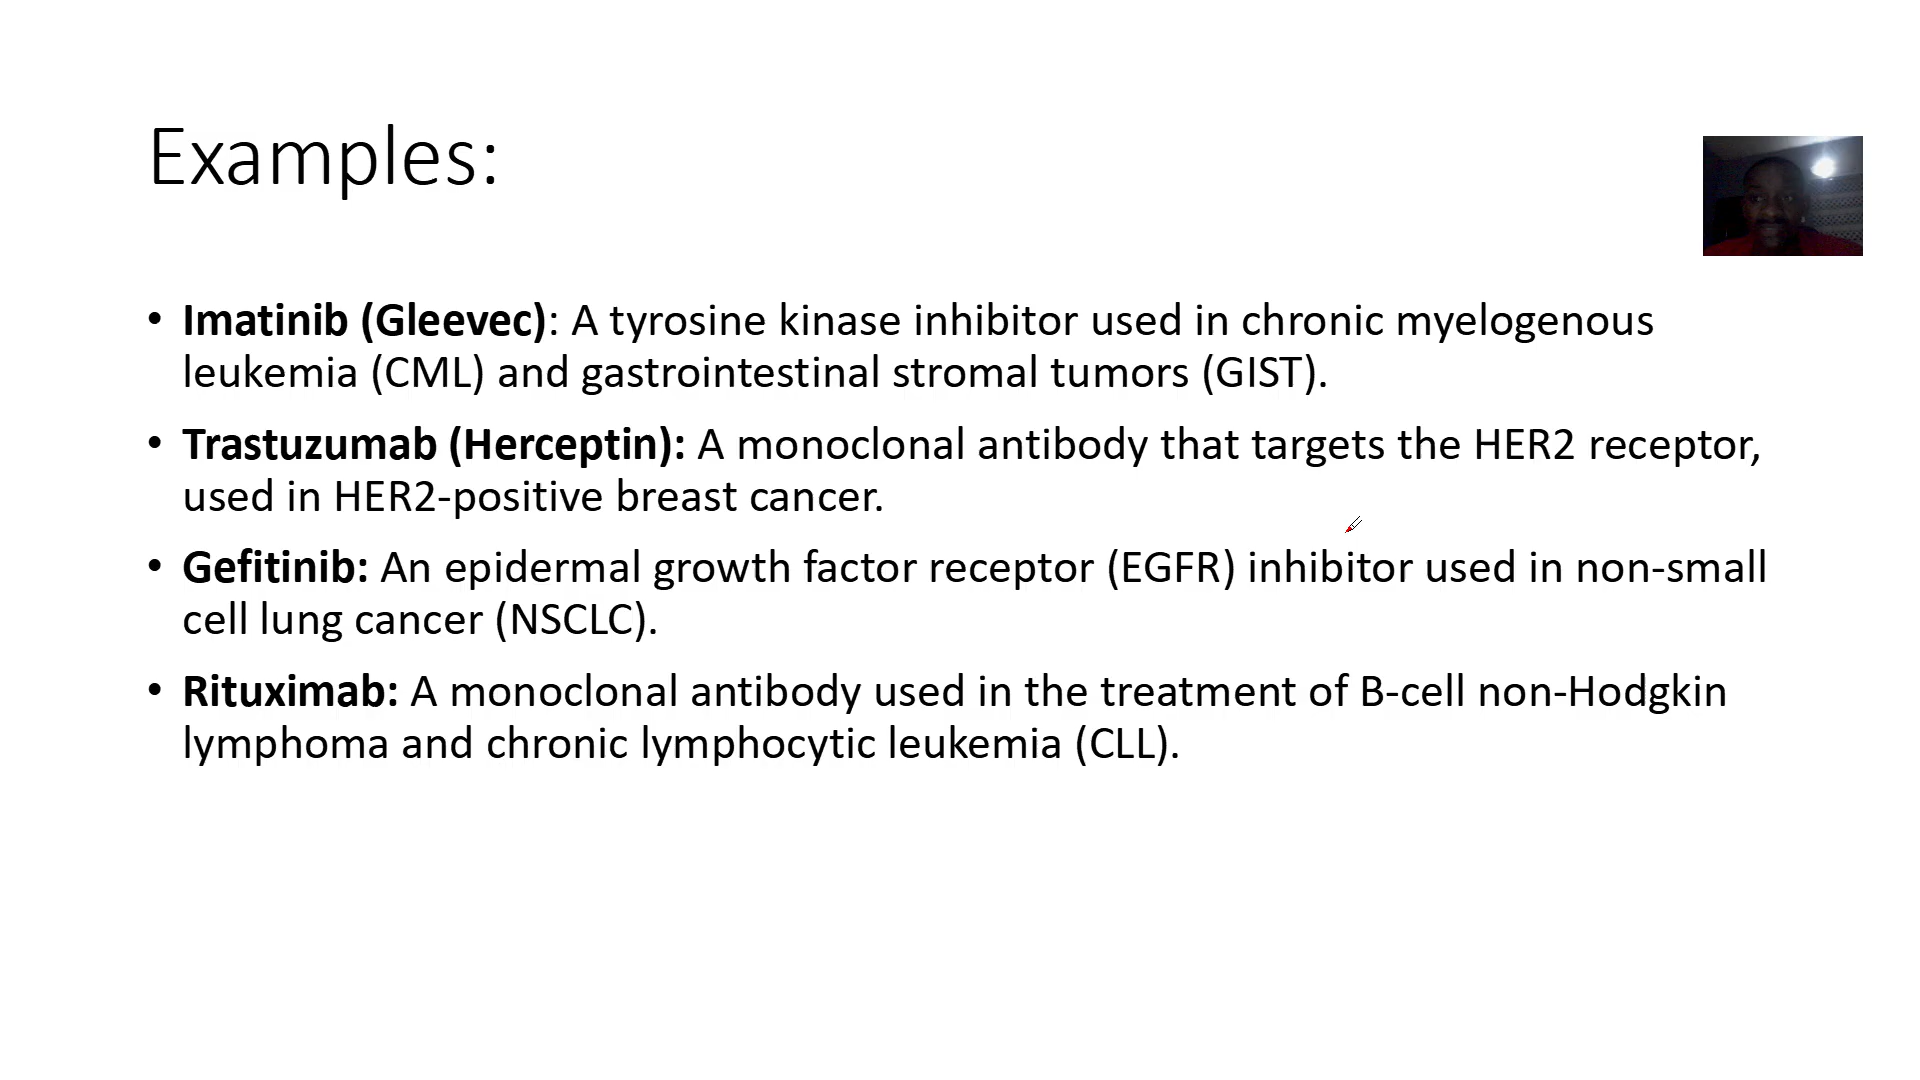 Examples:
• Imatinib (Gleevec): A tyrosine kinase inhibitor used in chronic myelogenous
leukemia (CML) and gastrointestinal stromal tumors (GIST).
• Trastuzumab (Herceptin): A monoclonal antibody that targets the HER2 receptor,
used in HER2-positive breast cancer.
• Gefitinib: An epidermal growth factor receptor (EGFR) inhibitor used in non-small
cell lung cancer (NSCLC).
• Rituximab: A monoclonal antibody used in the treatment of B-cell non-Hodgkin
lymphoma and chronic lymphocytic leukemia (CLL).